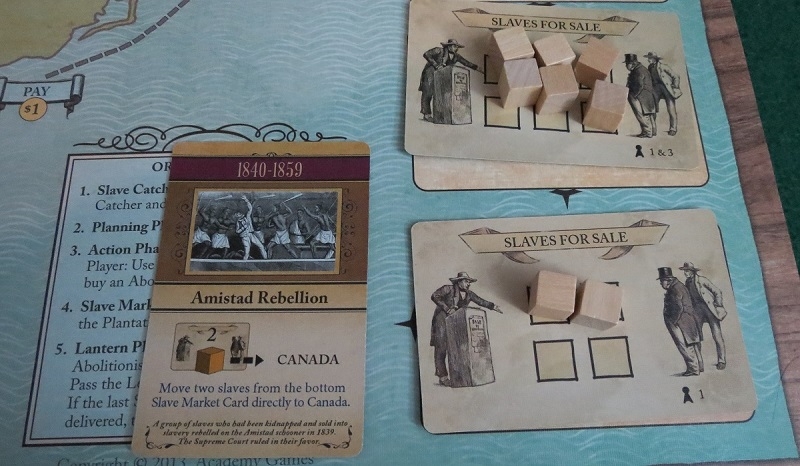 SLAVES FOR SALE
1 & 3
PAY
$1
OR
1. Slave Catch
Catcher and
2. Planning P
3. Action Pha
Player: Use
buy an Abo
4. Slave Mark
the Plantat
5. Lantern Pl
Abolitionis
Pass the L
If the last
delivered, t
Copyright © 2013, Academy Games
1840-1859
Amistad Rebellion
2
CANADA
Move two slaves from the bottom
Slave Market Card directly to Canada.
A group of slaves who had been kidnapped and sold into
slavery rebelled on the Amistad schooner in 1839.
The Supreme Court ruled in their favor.
SLAVES FOR SALE
1